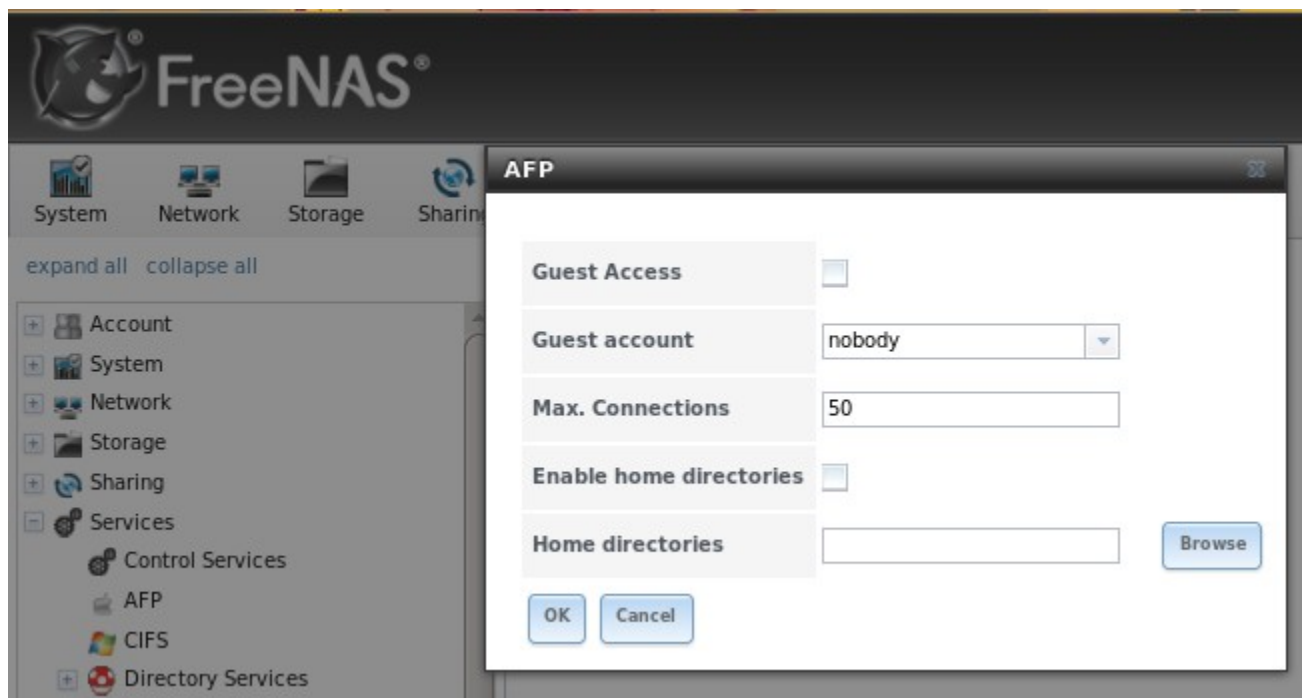 FreeNAS®
AFP
System Network Storage Sharing
expand all collapse all
Account
System
Network
Storage
Sharing
Services
Control Services
AFP
CIFS
Directory Services
Guest Access
Guest account nobody
Max. Connections 50
Enable home directories
Home directories Browse
OK Cancel